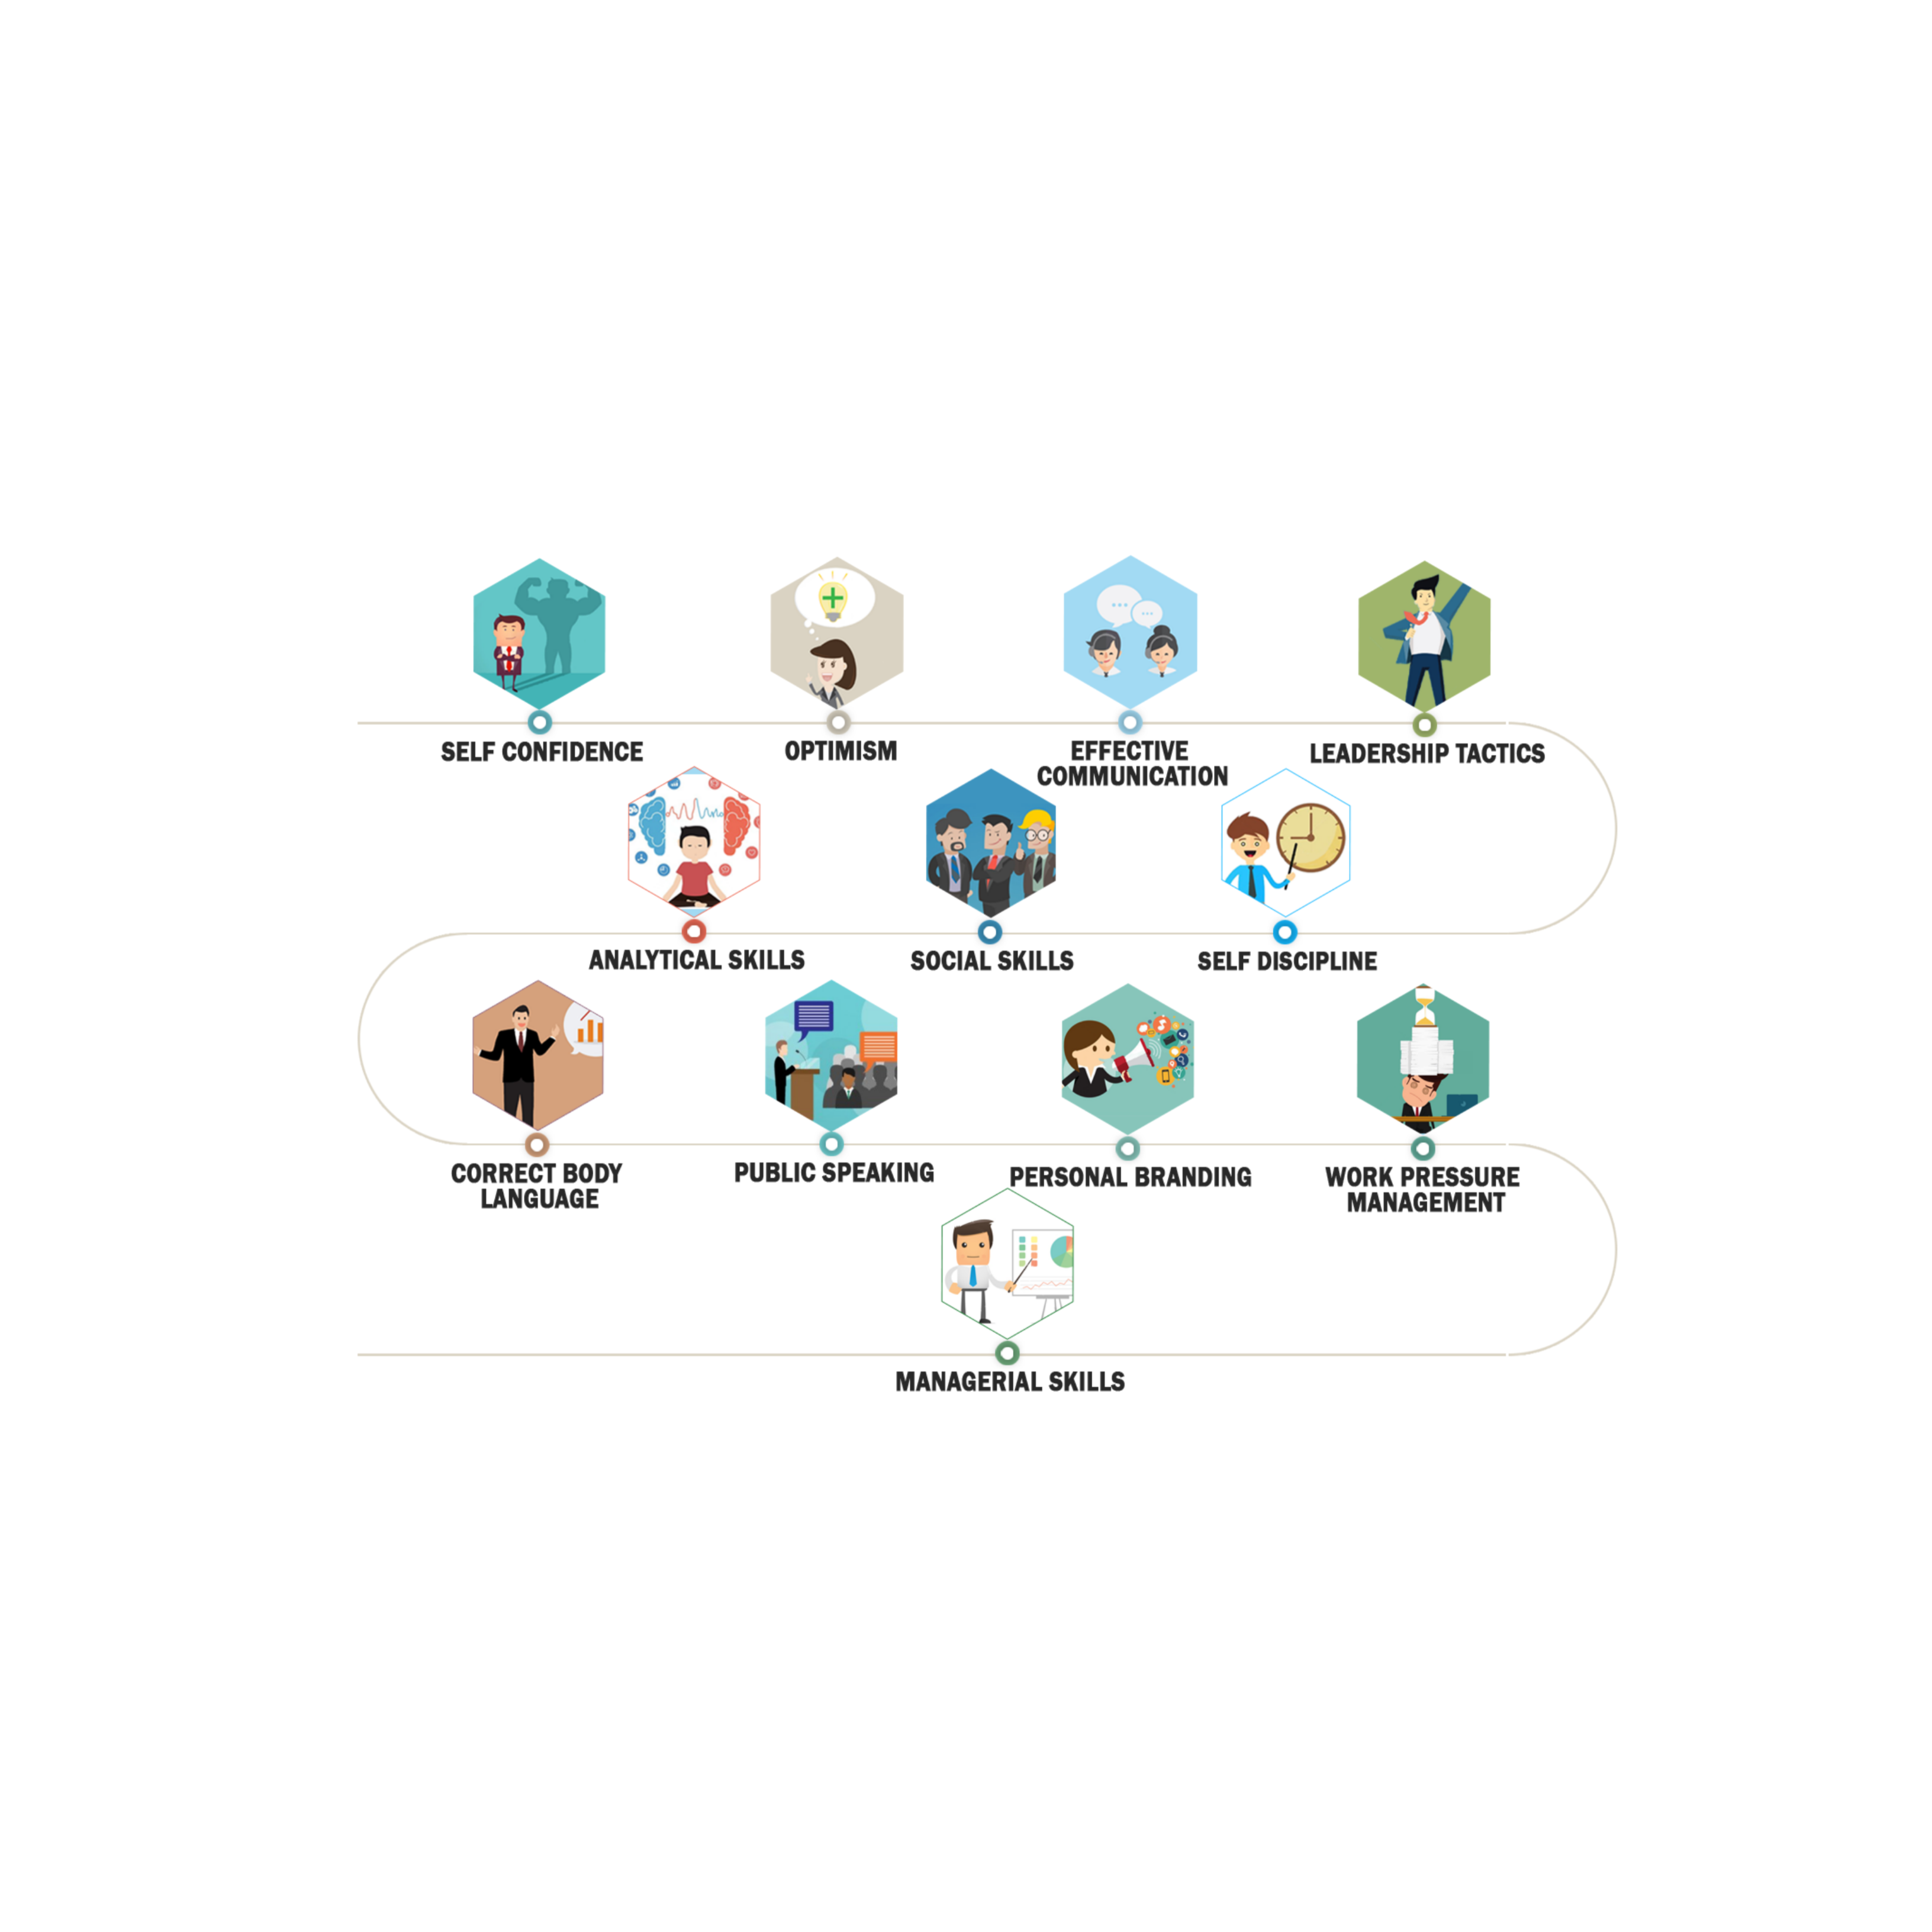 SELF CONFIDENCE
OPTIMISM
EFFECTIVE
COMMUNICATION
LEADERSHIP TACTICS
ANALYTICAL SKILLS
SOCIAL SKILLS
SELF DISCIPLINE
CORRECT BODY
LANGUAGE
PUBLIC SPEAKING
PERSONAL BRANDING
WORK PRESSURE
MANAGEMENT
MANAGERIAL SKILLS